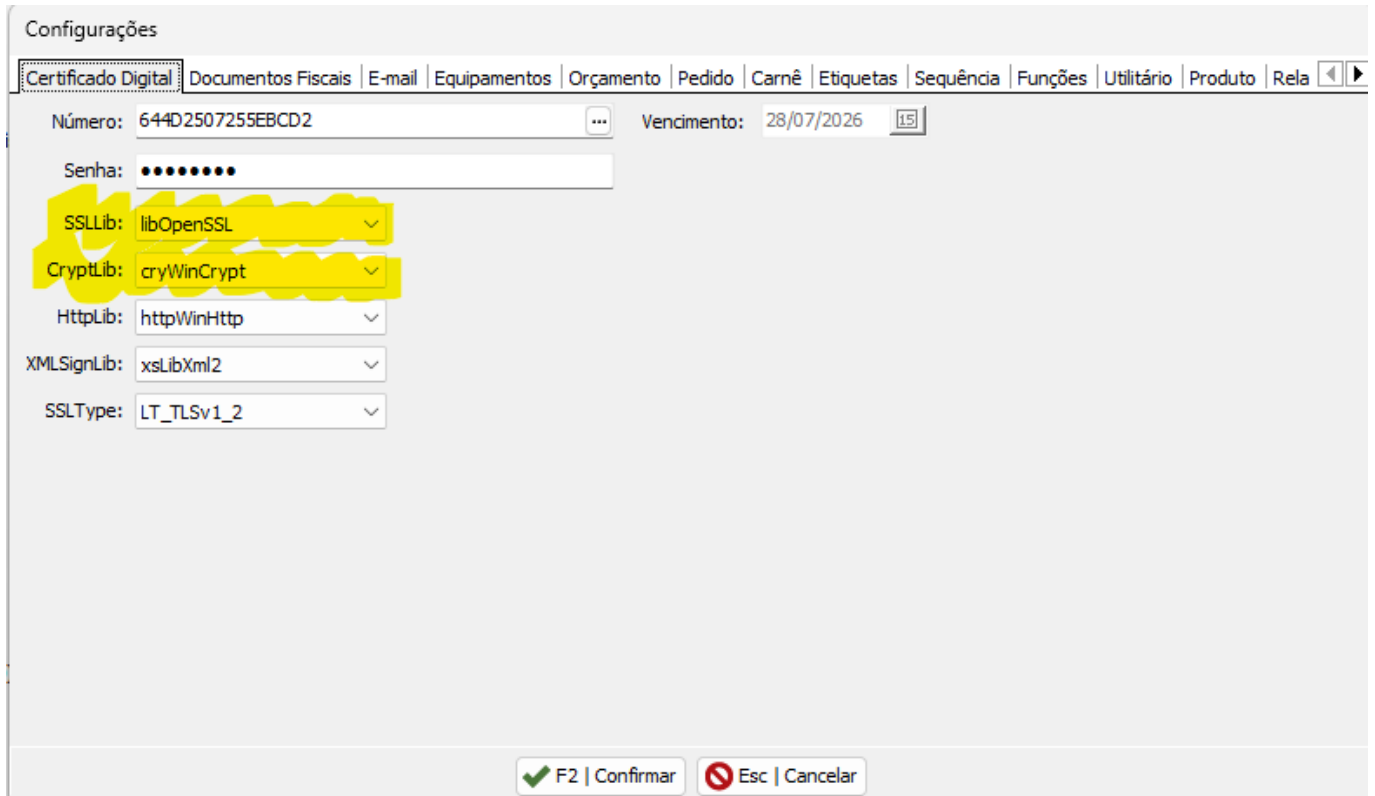 Configurações
Certificado Digital Documentos Fiscais E-mail Equipamentos Orçamento Pedido Carnê Etiquetas Sequência Funções Utilitário Produto Rela
Número: 644D2507255EBCD2 ... Vencimento: 28/07/2026 15
Senha: ••••••••
SSLLib: libOpenSSL
CryptLib: cryWinCrypt
HttpLib: httpWinHttp
XMLSignLib: xsLibXml2
SSLType: LT_TLSv1_2
F2 | Confirmar Esc | Cancelar